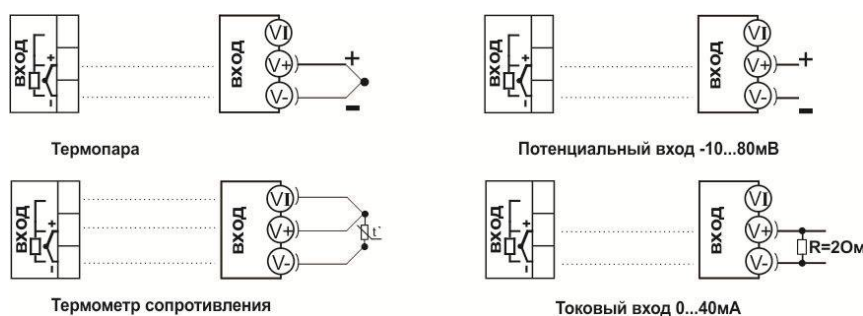 ВХОД + - ВХОД VI V+ V- + -
ВХОД + - ВХОД VI V+ V- + -
Термопара
Потенциальный вход -10...80мВ
ВХОД + - ВХОД VI V+ V- t°
ВХОД + - ВХОД VI V+ V- R=2Ом
Термометр сопротивления
Токовый вход 0...40мА